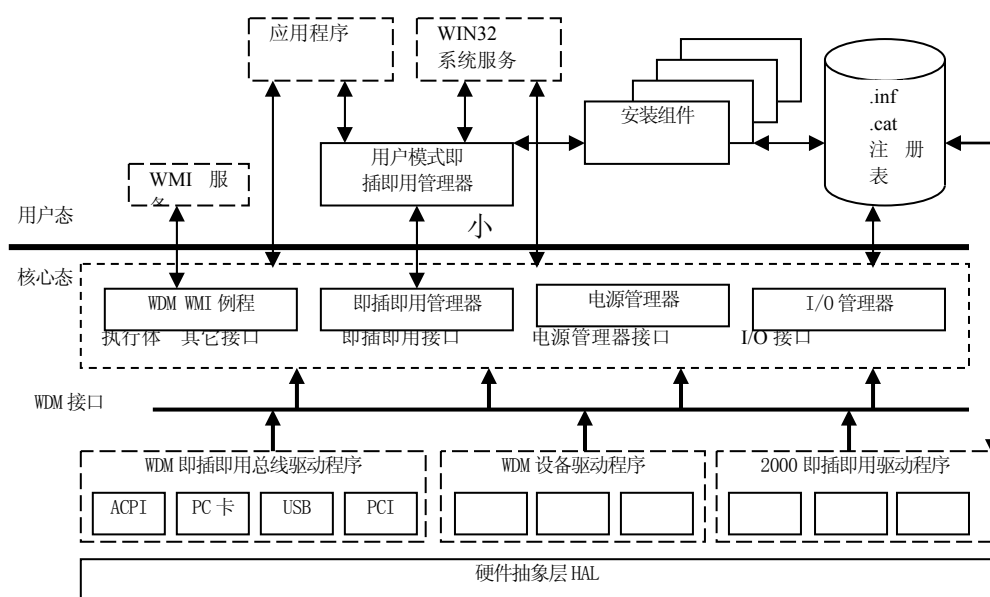 应用程序
WIN32
系统服务
安装组件
.inf
.cat
注 册
表
用户模式即
插即用管理器
WMI 服
务
用户态
小
核心态
WDM WMI 例程
即插即用管理器
电源管理器
I/O 管理器
执行体 其它接口
即插即用接口
电源管理器接口
I/O 接口
WDM 接口
WDM 即插即用总线驱动程序
WDM 设备驱动程序
2000 即插即用驱动程序
ACPI
PC 卡
USB
PCI
硬件抽象层 HAL